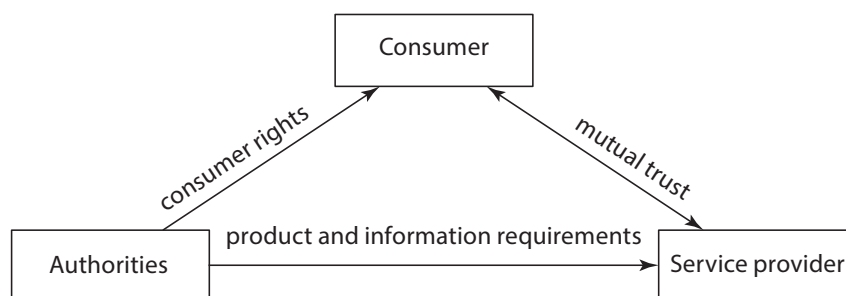 Consumer
consumer rights
mutual trust
product and information requirements
Authorities
Service provider